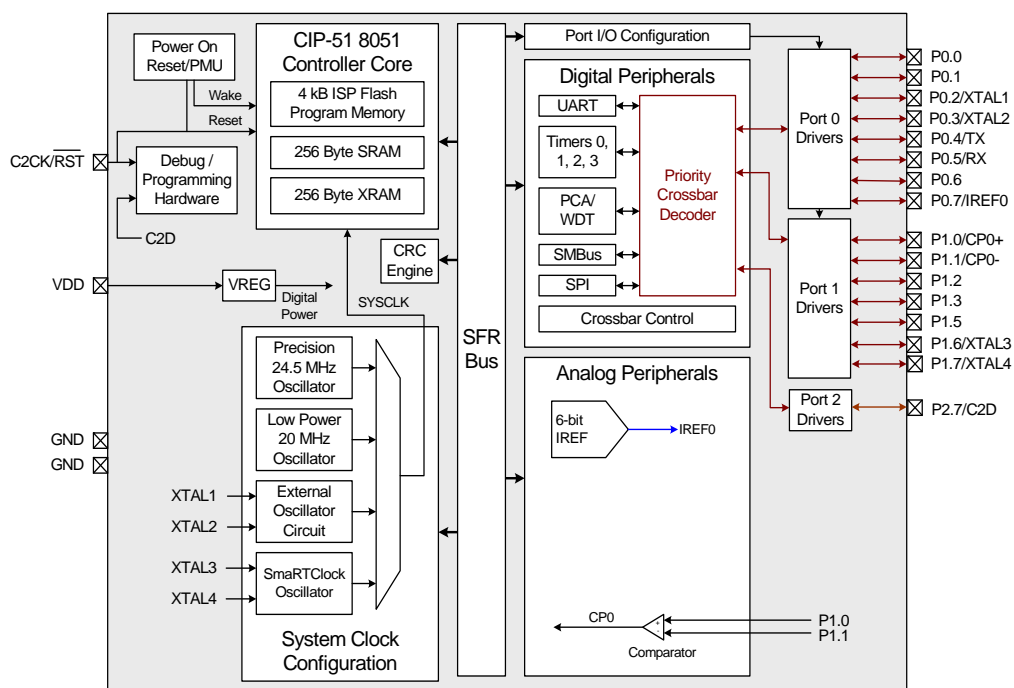 Power On
Reset/PMU
Wake
Reset
C2CK/RST
Debug /
Programming
Hardware
C2D
VDD
VREG
Digital
Power
GND
GND
CIP-51 8051
Controller Core
4 kB ISP Flash
Program Memory
256 Byte SRAM
256 Byte XRAM
CRC
Engine
SYSCLK
Precision
24.5 MHz
Oscillator
Low Power
20 MHz
Oscillator
XTAL1
XTAL2
External
Oscillator
Circuit
XTAL3
XTAL4
SmaRTClock
Oscillator
System Clock
Configuration
SFR
Bus
Port I/O Configuration
Digital Peripherals
UART
Timers 0,
1, 2, 3
PCA/
WDT
SMBus
SPI
Priority
Crossbar
Decoder
Crossbar Control
Analog Peripherals
6-bit
IREF
IREF0
CP0
+
-
Comparator
P1.0
P1.1
Port 0
Drivers
Port 1
Drivers
Port 2
Drivers
P0.0
P0.1
P0.2/XTAL1
P0.3/XTAL2
P0.4/TX
P0.5/RX
P0.6
P0.7/IREF0
P1.0/CP0+
P1.1/CP0-
P1.2
P1.3
P1.5
P1.6/XTAL3
P1.7/XTAL4
P2.7/C2D